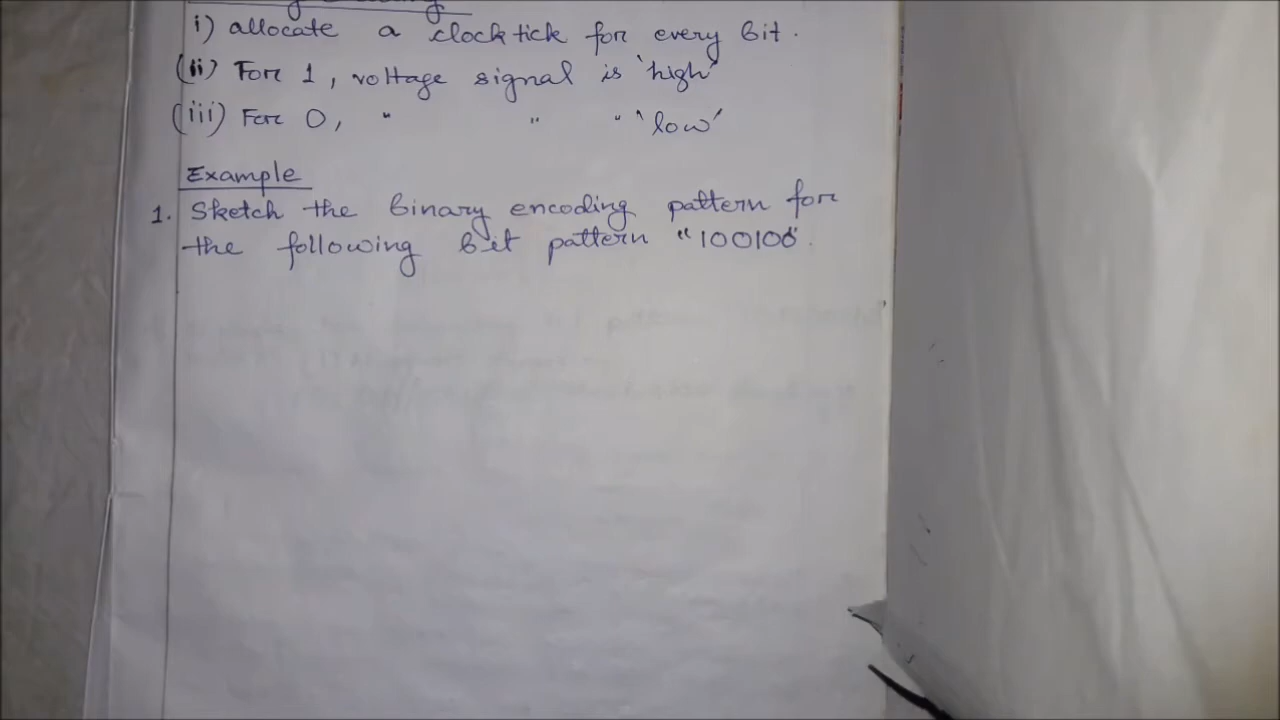 i) allocate a clock tick for every bit.
(ii) For 1, voltage signal is 'high'
(iii) For 0, " " " 'low'
Example
1. Sketch the binary encoding pattern for
the following bit pattern "100100".